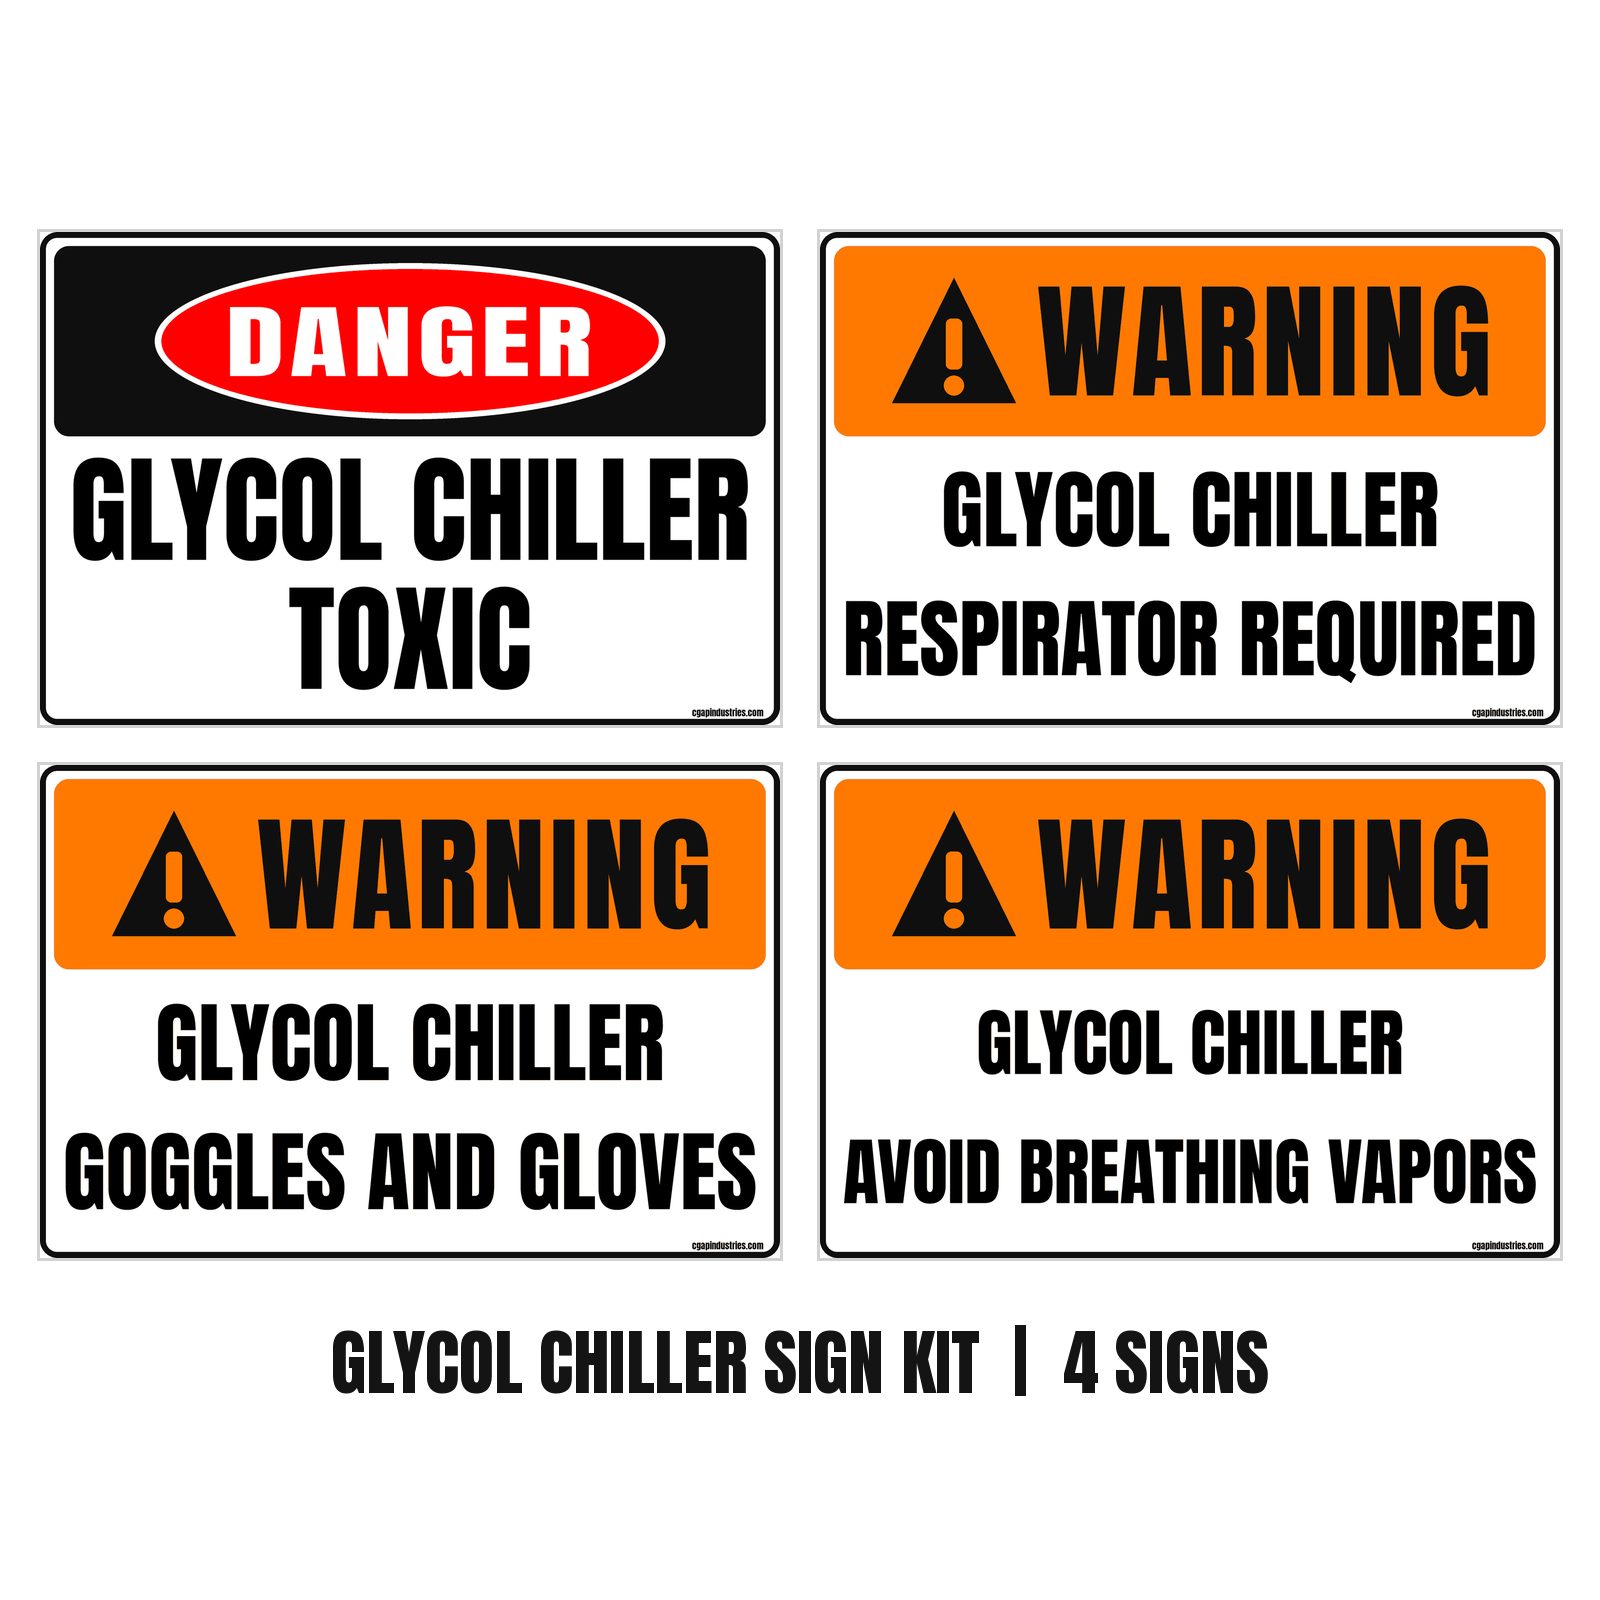 DANGER
GLYCOL CHILLER
TOXIC
cgapindustries.com
WARNING
GLYCOL CHILLER
RESPIRATOR REQUIRED
cgapindustries.com
WARNING
GLYCOL CHILLER
GOGGLES AND GLOVES
cgapindustries.com
WARNING
GLYCOL CHILLER
AVOID BREATHING VAPORS
cgapindustries.com
GLYCOL CHILLER SIGN KIT | 4 SIGNS